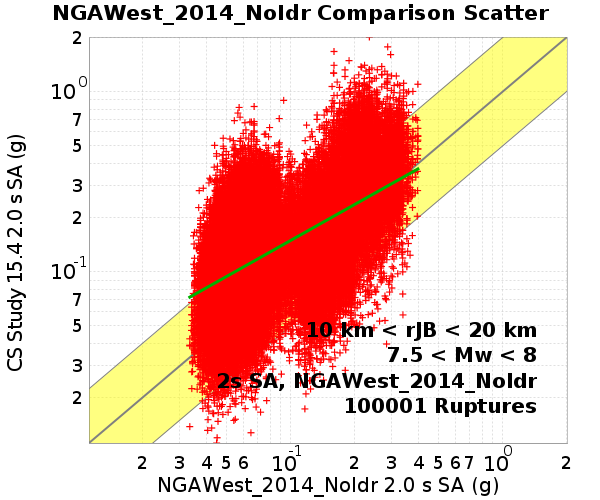 NGAWest_2014_NoIdr Comparison Scatter
CS Study 15.4 2.0 s SA (g)
2
10^0
7
5
3
2
10^-1
7
5
3
2
10 km < rJB < 20 km
7.5 < Mw < 8
2s SA, NGAWest_2014_NoIdr
100001 Ruptures
2 3 4 5 6 10^-1 2 3 4 5 6 7 10^0 2
NGAWest_2014_NoIdr 2.0 s SA (g)